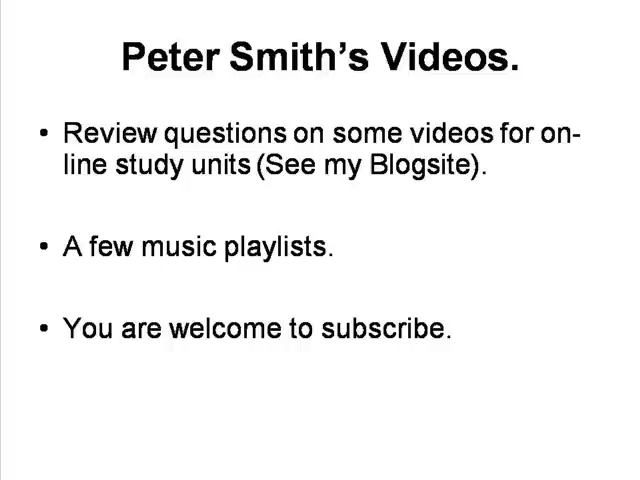 Peter Smith’s Videos.
• Review questions on some videos for on-
line study units (See my Blogsite).
• A few music playlists.
• You are welcome to subscribe.